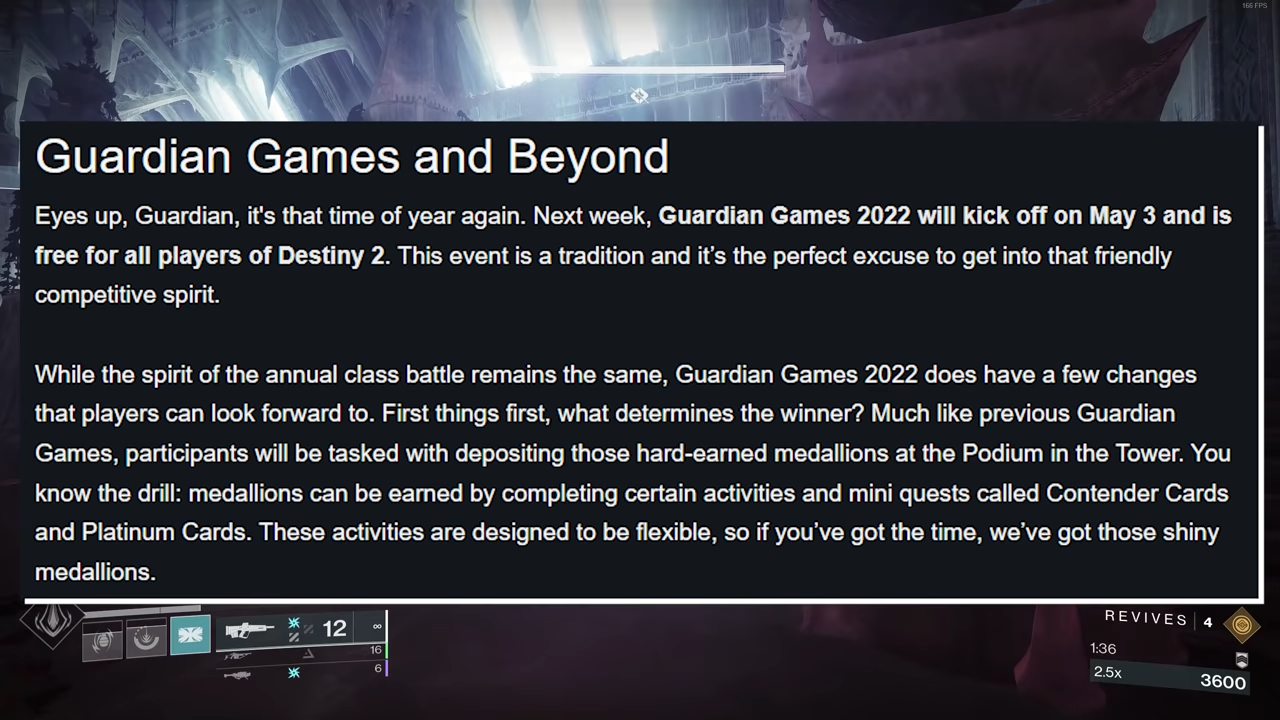 166 FPS
Guardian Games and Beyond
Eyes up, Guardian, it's that time of year again. Next week, Guardian Games 2022 will kick off on May 3 and is
free for all players of Destiny 2. This event is a tradition and it’s the perfect excuse to get into that friendly
competitive spirit.
While the spirit of the annual class battle remains the same, Guardian Games 2022 does have a few changes
that players can look forward to. First things first, what determines the winner? Much like previous Guardian
Games, participants will be tasked with depositing those hard-earned medallions at the Podium in the Tower. You
know the drill: medallions can be earned by completing certain activities and mini quests called Contender Cards
and Platinum Cards. These activities are designed to be flexible, so if you’ve got the time, we’ve got those shiny
medallions.
12 ∞
16
6
REVIVES | 4
1:36
2.5x 3600